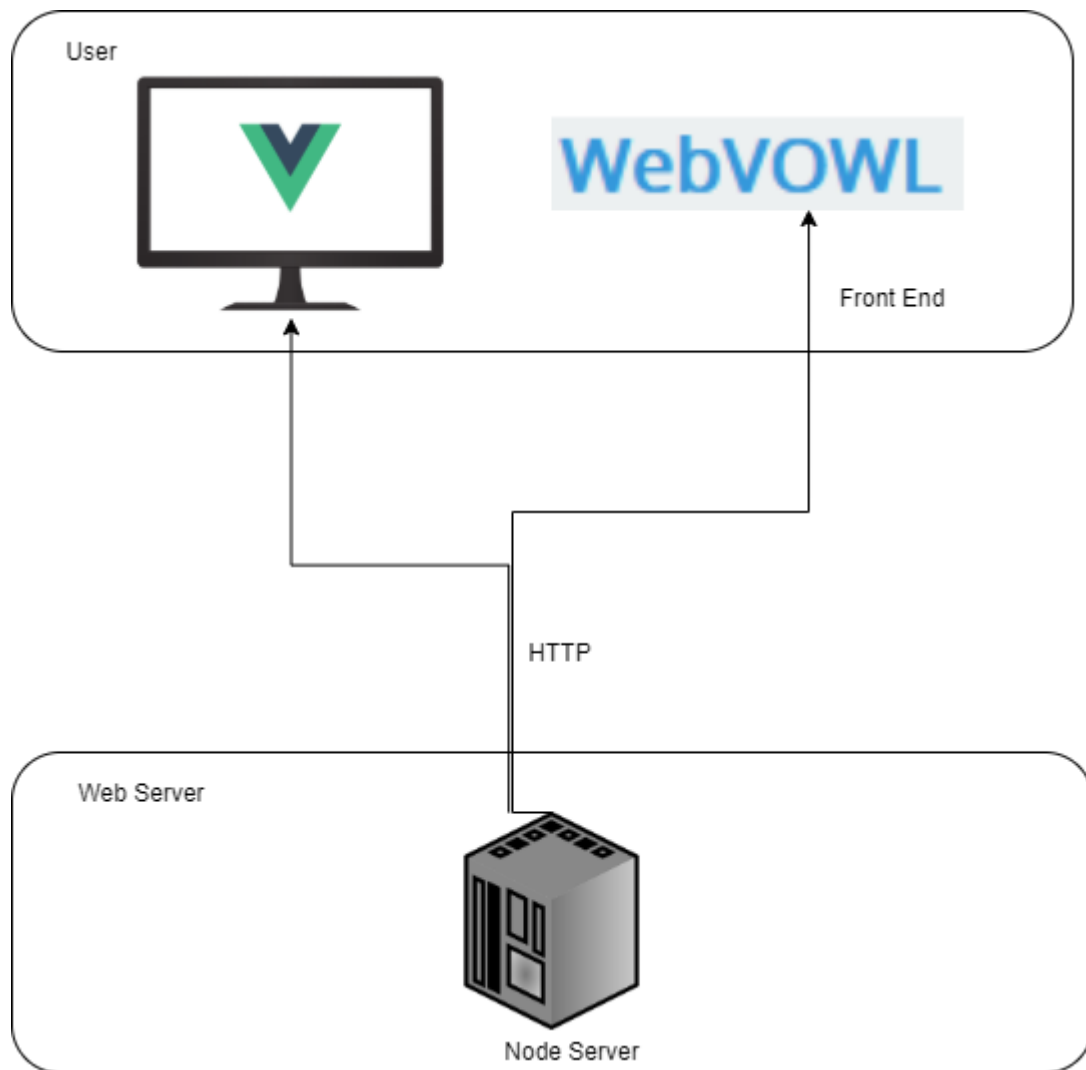 User
WebVOWL
Front End
HTTP
Web Server
Node Server